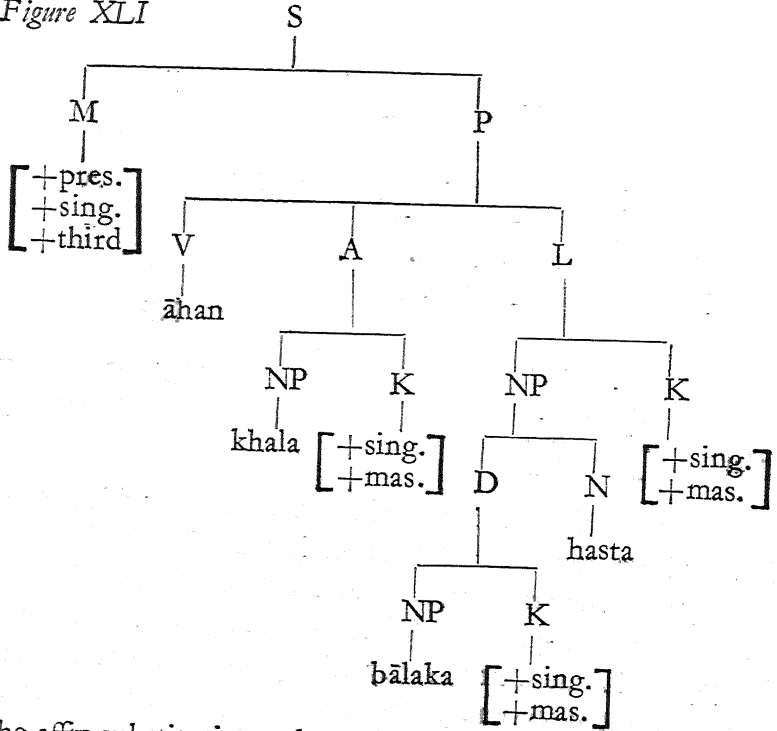 Figure XLI
S
M P
+pres.
+sing.
+third
V A L
āhan
NP K NP K
khala
+sing.
+mas.
+sing.
+mas.
D N
hasta
NP K
bālaka
+sing.
+mas.